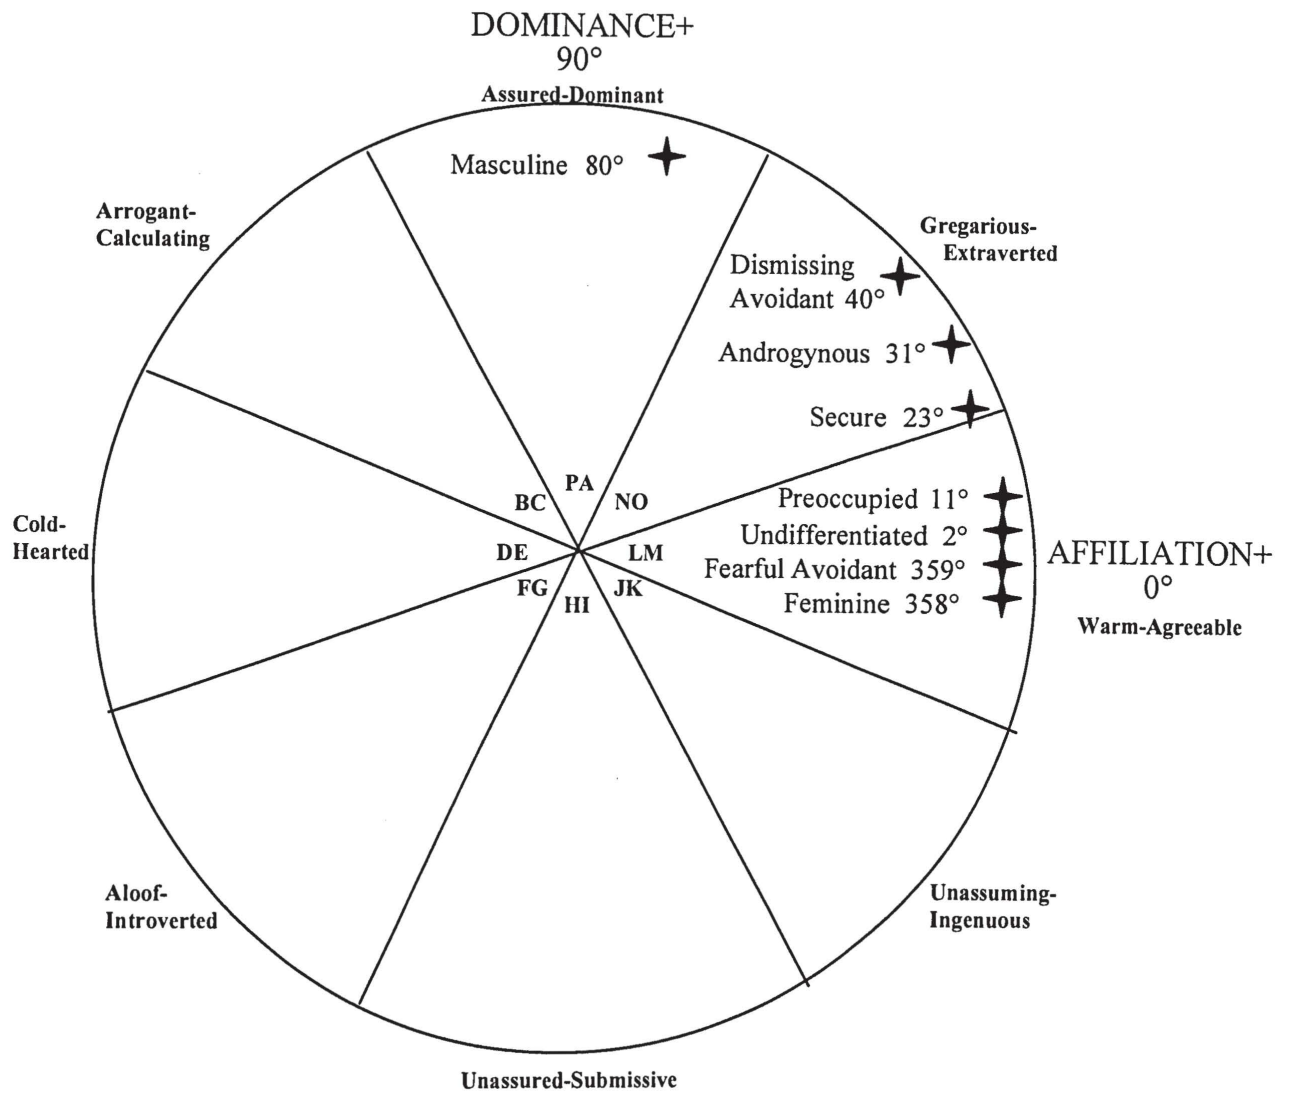 DOMINANCE+
90°
Assured-Dominant
Masculine 80°
Arrogant-
Calculating
Gregarious-
Extraverted
Dismissing
Avoidant 40°
Androgynous 31°
Secure 23°
PA
BC
NO
Preoccupied 11°
Undifferentiated 2°
Cold-
Hearted
DE
LM
AFFILIATION+
0°
Fearful Avoidant 359°
FG
HI
JK
Feminine 358°
Warm-Agreeable
Aloof-
Introverted
Unassuming-
Ingenuous
Unassured-Submissive